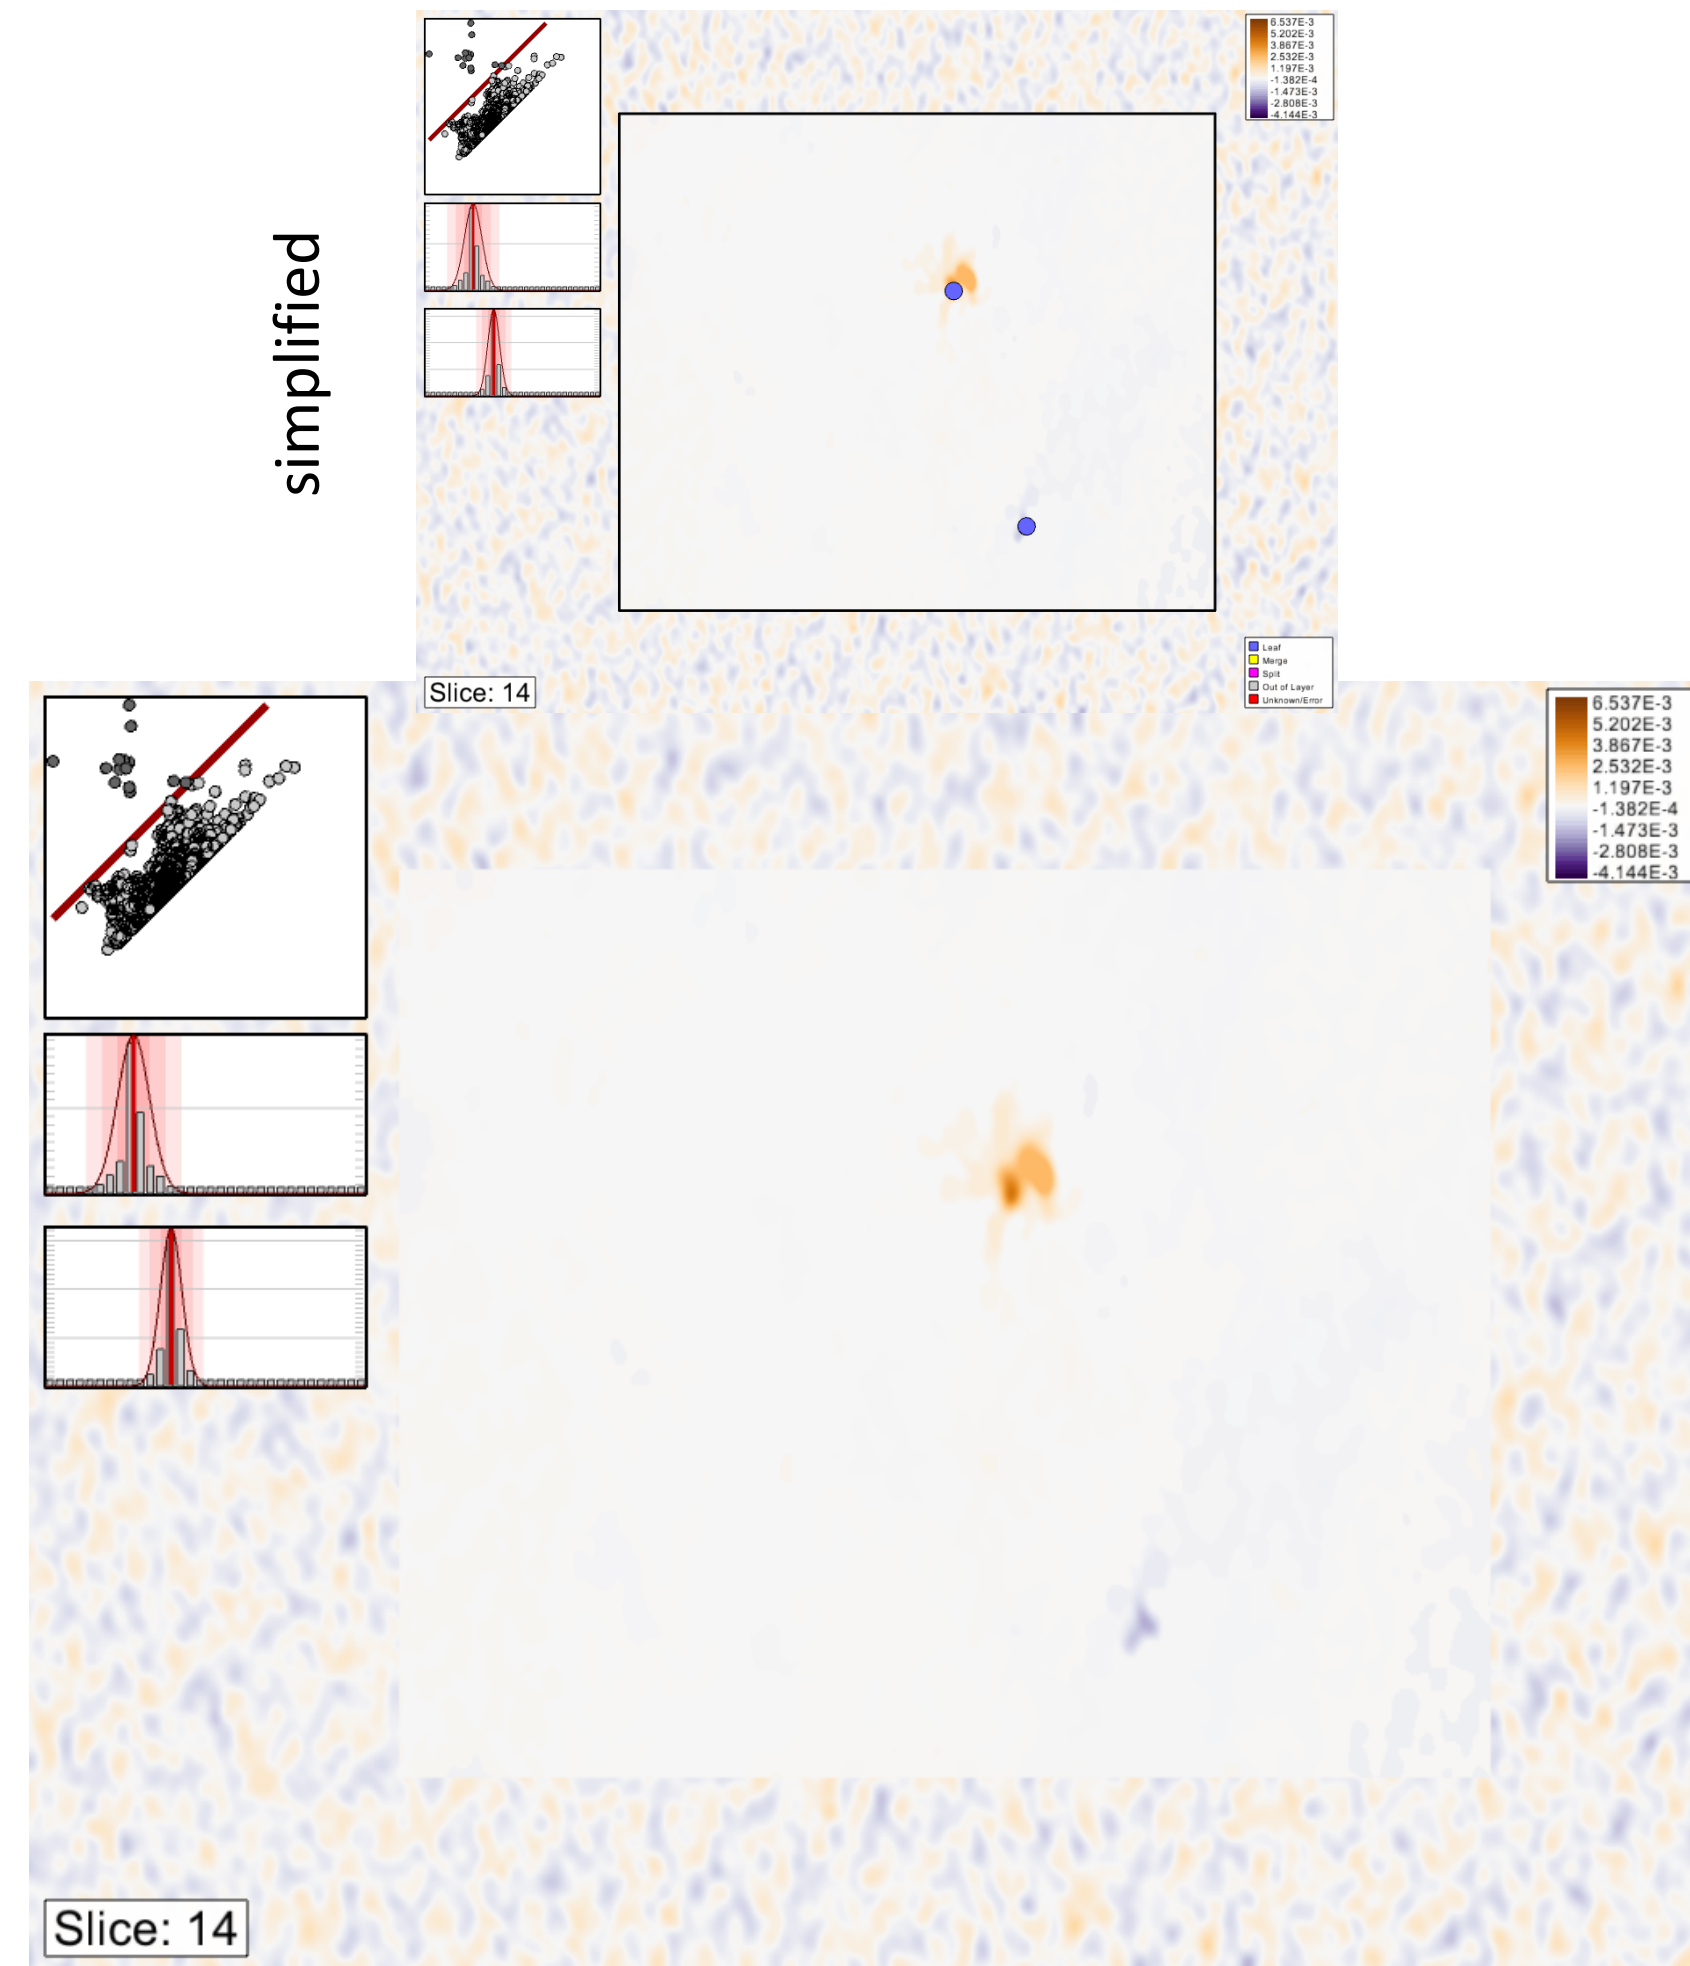 simplified
6.537E-3
5.202E-3
3.867E-3
2.532E-3
1.197E-3
-1.382E-4
-1.473E-3
-2.808E-3
-4.144E-3
Leaf
Merge
Split
Out of Layer
Unknown/Error
Slice: 14
6.537E-3
5.202E-3
3.867E-3
2.532E-3
1.197E-3
-1.382E-4
-1.473E-3
-2.808E-3
-4.144E-3
Slice: 14